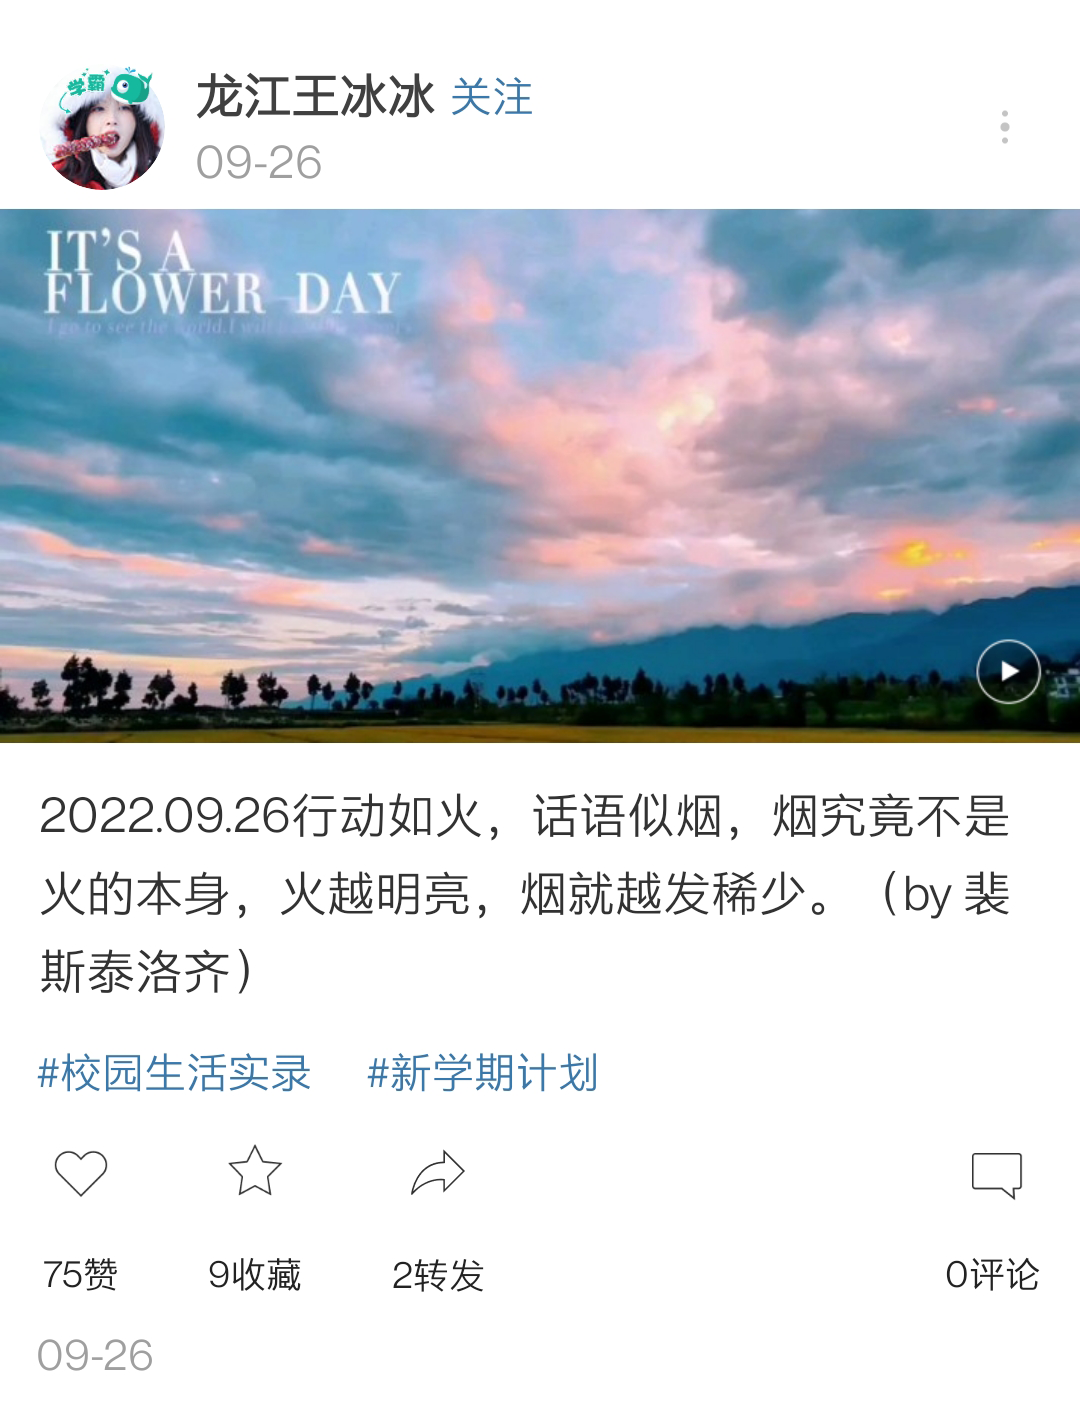 学霸
龙江王冰冰 关注
09-26
IT'S A
FLOWER DAY
I go to see the world.I will
2022.09.26行动如火，话语似烟，烟究竟不是
火的本身，火越明亮，烟就越发稀少。（by 裴
斯泰洛齐）
#校园生活实录 #新学期计划
75赞 9收藏 2转发 0评论
09-26